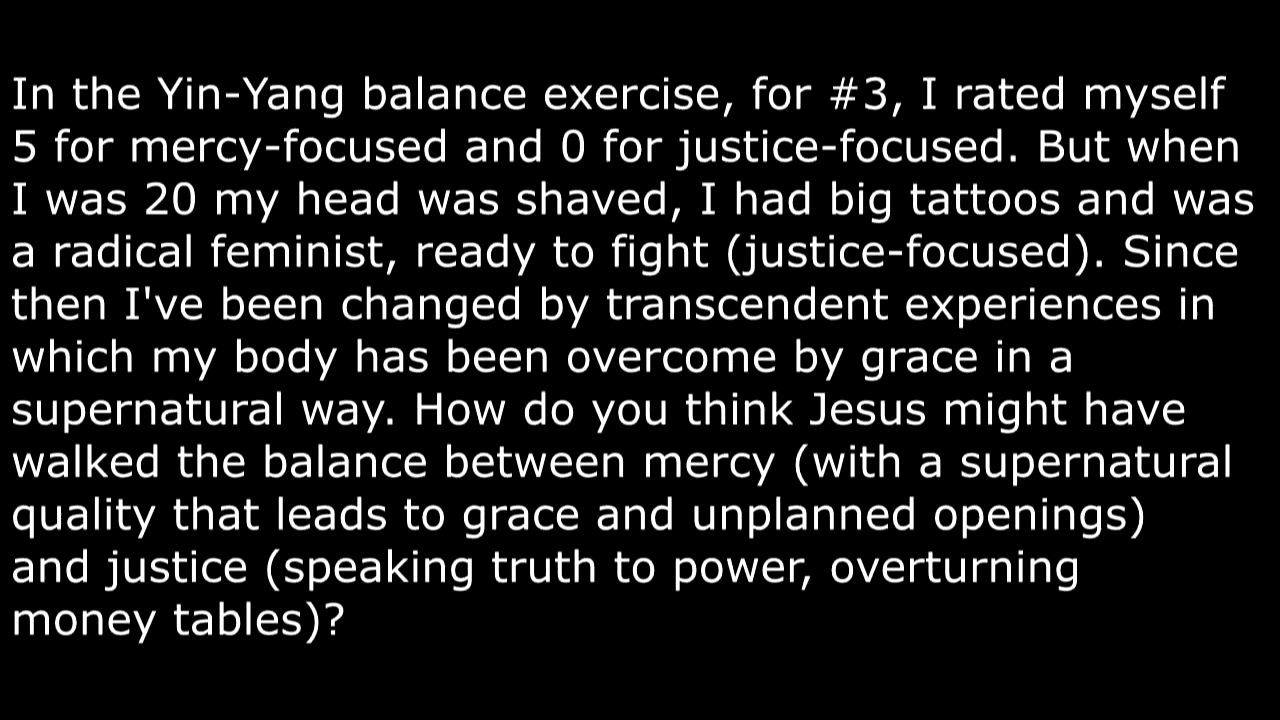 In the Yin-Yang balance exercise, for #3, I rated myself
5 for mercy-focused and 0 for justice-focused. But when
I was 20 my head was shaved, I had big tattoos and was
a radical feminist, ready to fight (justice-focused). Since
then I've been changed by transcendent experiences in
which my body has been overcome by grace in a
supernatural way. How do you think Jesus might have
walked the balance between mercy (with a supernatural
quality that leads to grace and unplanned openings)
and justice (speaking truth to power, overturning
money tables)?